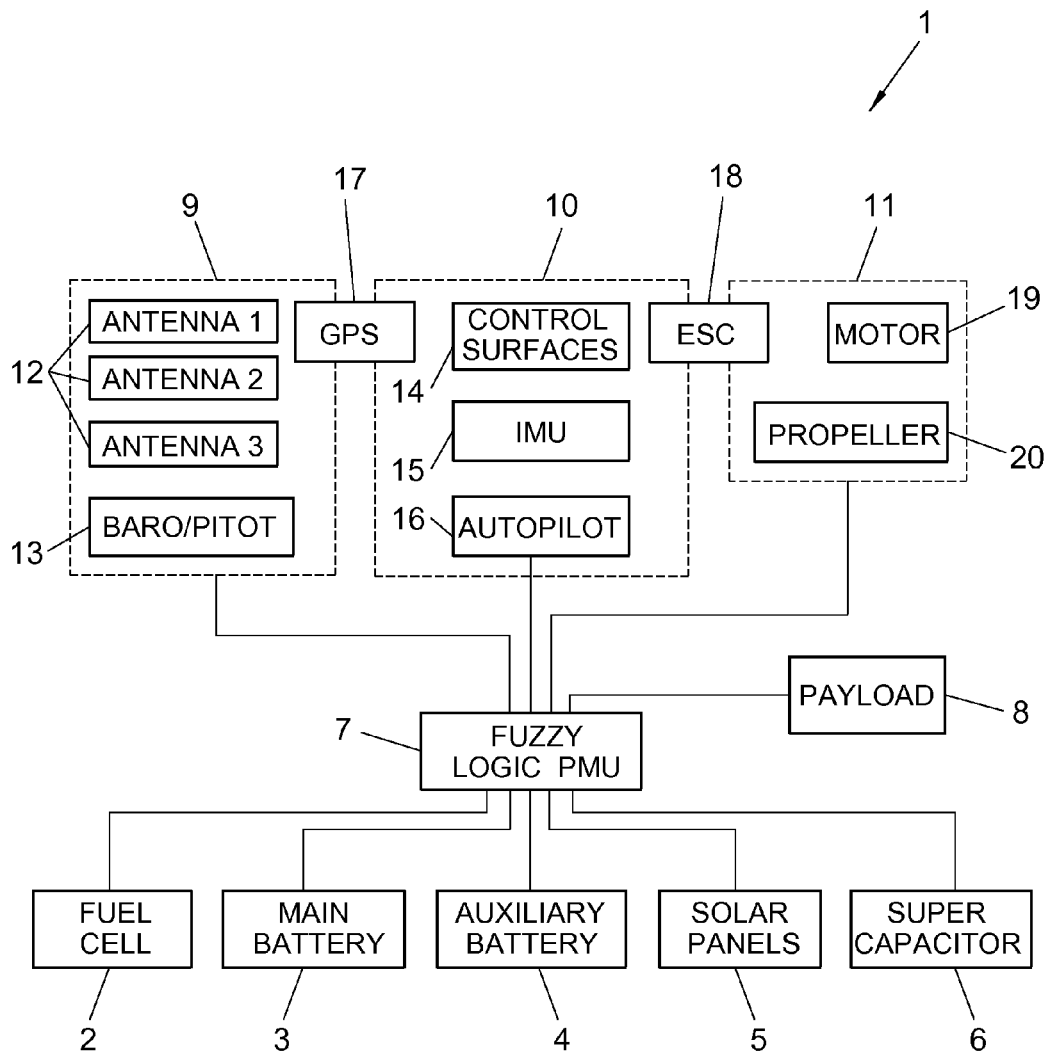 1
17
18
9
10
11
ANTENNA 1
GPS
CONTROL
SURFACES
ESC
MOTOR
19
12
ANTENNA 2
14
ANTENNA 3
IMU
PROPELLER
15
20
BARO/PITOT
16
AUTOPILOT
13
PAYLOAD
8
7
FUZZY
LOGIC PMU
FUEL
CELL
MAIN
BATTERY
AUXILIARY
BATTERY
SOLAR
PANELS
SUPER
CAPACITOR
2
3
4
5
6